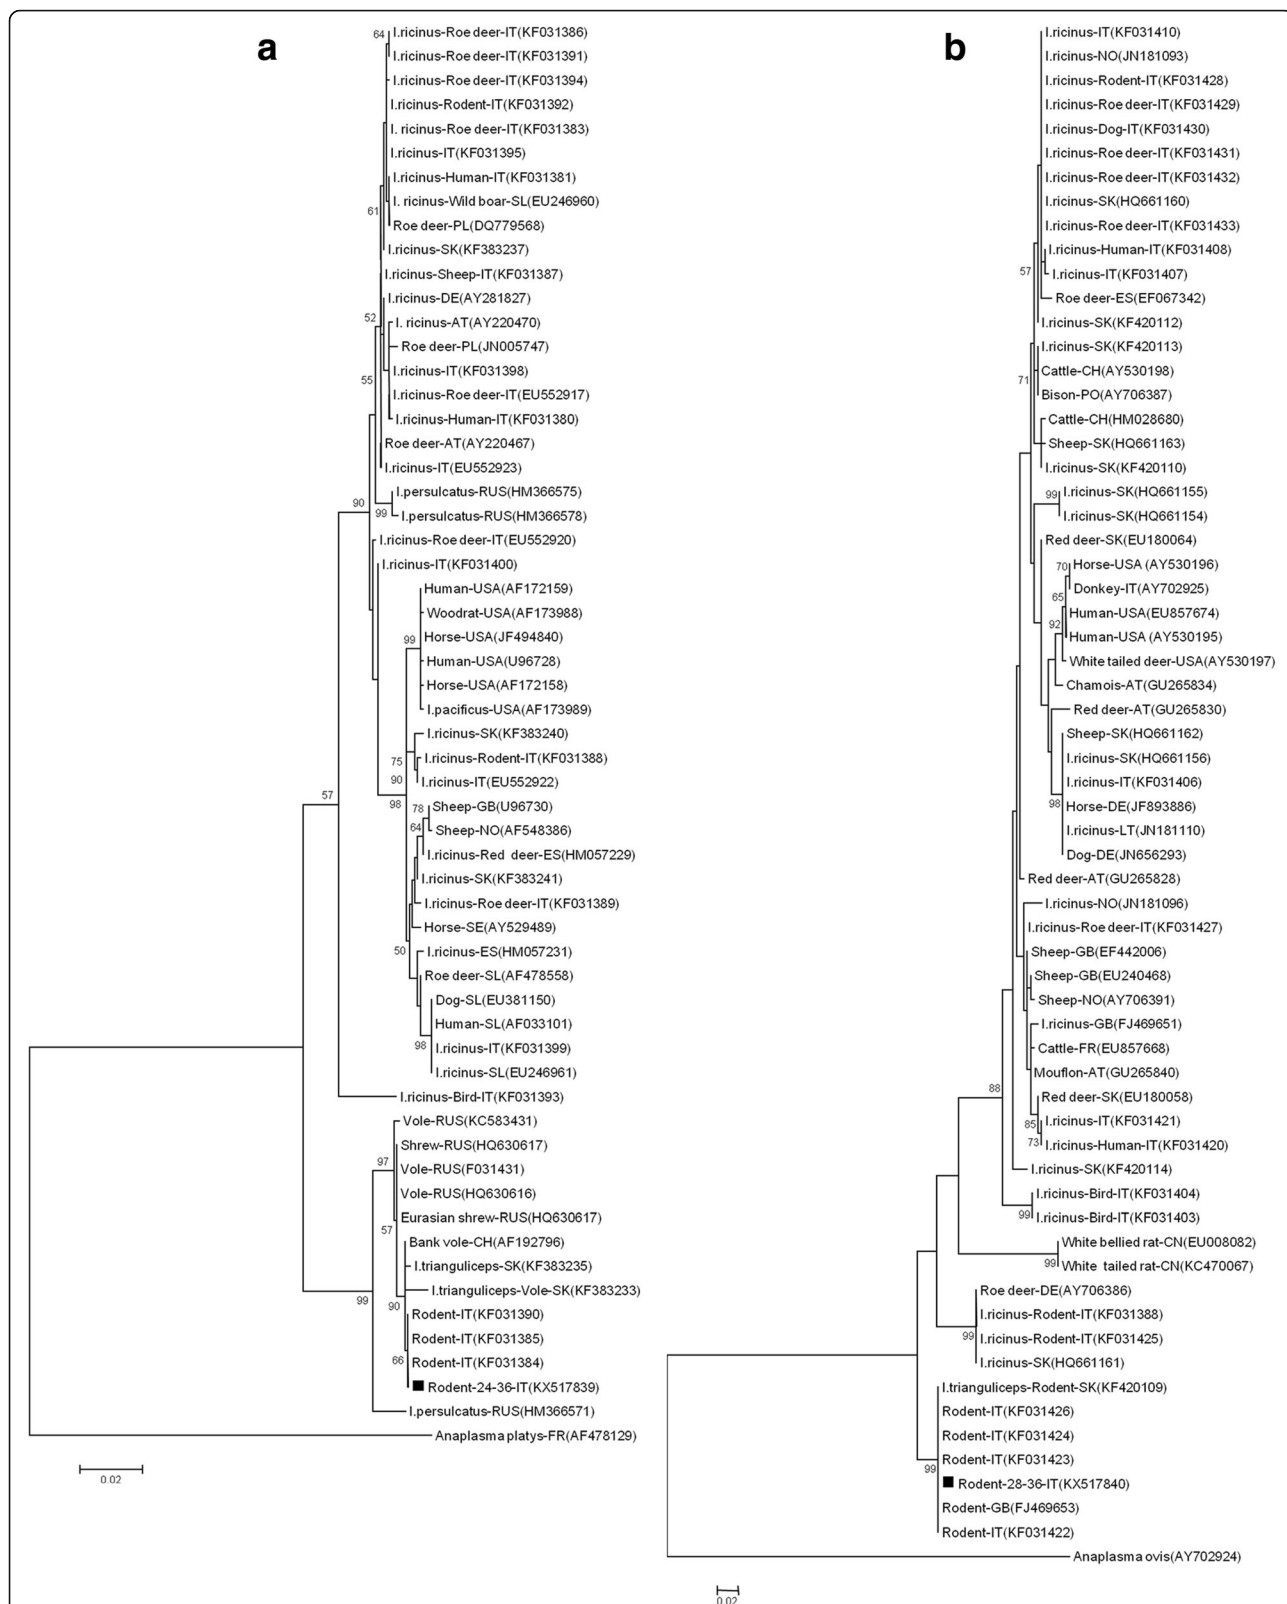 a
64
I.ricinus-Roe deer-IT(KF031386)
I.ricinus-Roe deer-IT(KF031391)
I.ricinus-Roe deer-IT(KF031394)
I.ricinus-Rodent-IT(KF031392)
I. ricinus-Roe deer-IT(KF031383)
I.ricinus-IT(KF031395)
I.ricinus-Human-IT(KF031381)
I. ricinus-Wild boar-SL(EU246960)
61
Roe deer-PL(DQ779568)
I.ricinus-SK(KF383237)
I.ricinus-Sheep-IT(KF031387)
I.ricinus-DE(AY281827)
52
I. ricinus-AT(AY220470)
Roe deer-PL(JN005747)
I.ricinus-IT(KF031398)
55
I.ricinus-Roe deer-IT(EU552917)
I.ricinus-Human-IT(KF031380)
Roe deer-AT(AY220467)
I.ricinus-IT(EU552923)
I.persulcatus-RUS(HM366575)
90
99
I.persulcatus-RUS(HM366578)
I.ricinus-Roe deer-IT(EU552920)
I.ricinus-IT(KF031400)
Human-USA(AF172159)
Woodrat-USA(AF173988)
99
Horse-USA(JF494840)
Human-USA(U96728)
Horse-USA(AF172158)
I.pacificus-USA(AF173989)
I.ricinus-SK(KF383240)
75
I.ricinus-Rodent-IT(KF031388)
90
I.ricinus-IT(EU552922)
57
98
78
Sheep-GB(U96730)
64
Sheep-NO(AF548386)
I.ricinus-Red deer-ES(HM057229)
I.ricinus-SK(KF383241)
I.ricinus-Roe deer-IT(KF031389)
Horse-SE(AY529489)
50
I.ricinus-ES(HM057231)
Roe deer-SL(AF478558)
Dog-SL(EU381150)
Human-SL(AF033101)
98
I.ricinus-IT(KF031399)
I.ricinus-SL(EU246961)
I.ricinus-Bird-IT(KF031393)
Vole-RUS(KC583431)
Shrew-RUS(HQ630617)
97
Vole-RUS(F031431)
Vole-RUS(HQ630616)
Eurasian shrew-RUS(HQ630617)
57
Bank vole-CH(AF192796)
I.trianguliceps-SK(KF383235)
I.trianguliceps-Vole-SK(KF383233)
99
90
Rodent-IT(KF031390)
Rodent-IT(KF031385)
66
Rodent-IT(KF031384)
Rodent-24-36-IT(KX517839)
I.persulcatus-RUS(HM366571)
Anaplasma platys-FR(AF478129)
0.02
b
I.ricinus-IT(KF031410)
I.ricinus-NO(JN181093)
I.ricinus-Rodent-IT(KF031428)
I.ricinus-Roe deer-IT(KF031429)
I.ricinus-Dog-IT(KF031430)
I.ricinus-Roe deer-IT(KF031431)
I.ricinus-Roe deer-IT(KF031432)
I.ricinus-SK(HQ661160)
I.ricinus-Roe deer-IT(KF031433)
I.ricinus-Human-IT(KF031408)
57
I.ricinus-IT(KF031407)
Roe deer-ES(EF067342)
I.ricinus-SK(KF420112)
I.ricinus-SK(KF420113)
71
Cattle-CH(AY530198)
Bison-PO(AY706387)
Cattle-CH(HM028680)
Sheep-SK(HQ661163)
I.ricinus-SK(KF420110)
99
I.ricinus-SK(HQ661155)
I.ricinus-SK(HQ661154)
Red deer-SK(EU180064)
70
Horse-USA (AY530196)
65
Donkey-IT(AY702925)
92
Human-USA(EU857674)
Human-USA (AY530195)
White tailed deer-USA(AY530197)
Chamois-AT(GU265834)
Red deer-AT(GU265830)
Sheep-SK(HQ661162)
I.ricinus-SK(HQ661156)
I.ricinus-IT(KF031406)
98
Horse-DE(JF893886)
I.ricinus-LT(JN181110)
Dog-DE(JN656293)
Red deer-AT(GU265828)
I.ricinus-NO(JN181096)
I.ricinus-Roe deer-IT(KF031427)
Sheep-GB(EF442006)
Sheep-GB(EU240468)
Sheep-NO(AY706391)
I.ricinus-GB(FJ469651)
Cattle-FR(EU857668)
Mouflon-AT(GU265840)
88
Red deer-SK(EU180058)
85
I.ricinus-IT(KF031421)
73
I.ricinus-Human-IT(KF031420)
I.ricinus-SK(KF420114)
I.ricinus-Bird-IT(KF031404)
99
I.ricinus-Bird-IT(KF031403)
White bellied rat-CN(EU008082)
99
White tailed rat-CN(KC470067)
Roe deer-DE(AY706386)
I.ricinus-Rodent-IT(KF031388)
99
I.ricinus-Rodent-IT(KF031425)
I.ricinus-SK(HQ661161)
I.trianguliceps-Rodent-SK(KF420109)
Rodent-IT(KF031426)
Rodent-IT(KF031424)
99
Rodent-IT(KF031423)
Rodent-28-36-IT(KX517840)
Rodent-GB(FJ469653)
Rodent-IT(KF031422)
Anaplasma ovis(AY702924)
0.02